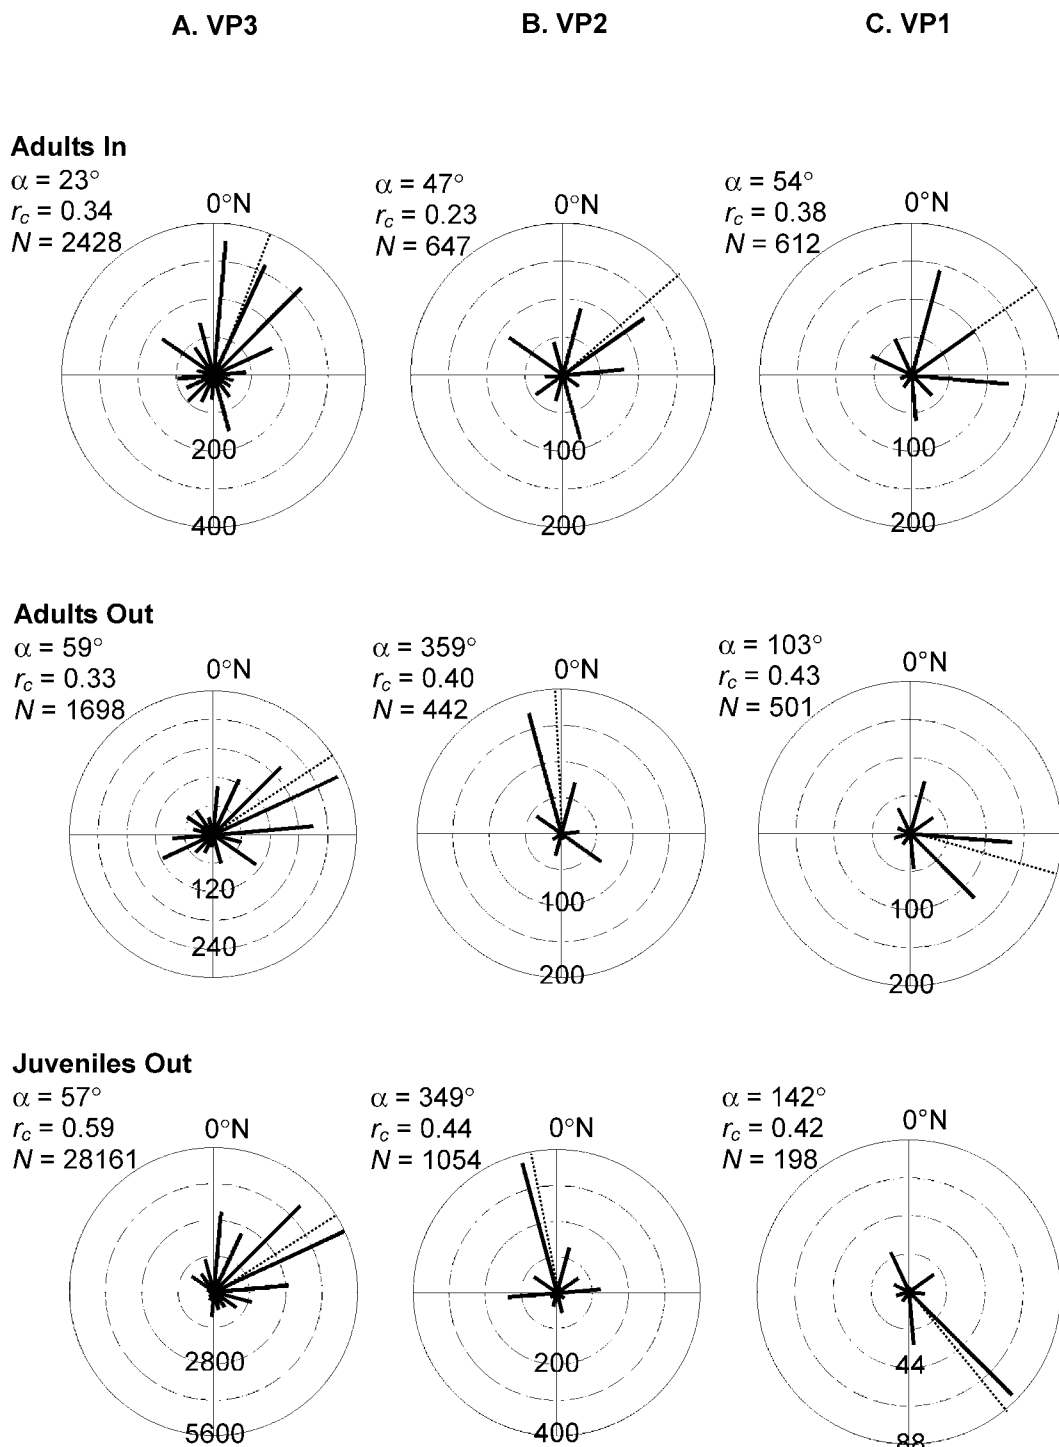 A. VP3
B. VP2
C. VP1
Adults In
α = 23°
r_c = 0.34
N = 2428
0°N
200
400
α = 47°
r_c = 0.23
N = 647
0°N
100
200
α = 54°
r_c = 0.38
N = 612
0°N
100
200
Adults Out
α = 59°
r_c = 0.33
N = 1698
0°N
120
240
α = 359°
r_c = 0.40
N = 442
0°N
100
200
α = 103°
r_c = 0.43
N = 501
0°N
100
200
Juveniles Out
α = 57°
r_c = 0.59
N = 28161
0°N
2800
5600
α = 349°
r_c = 0.44
N = 1054
0°N
200
400
α = 142°
r_c = 0.42
N = 198
0°N
44
88